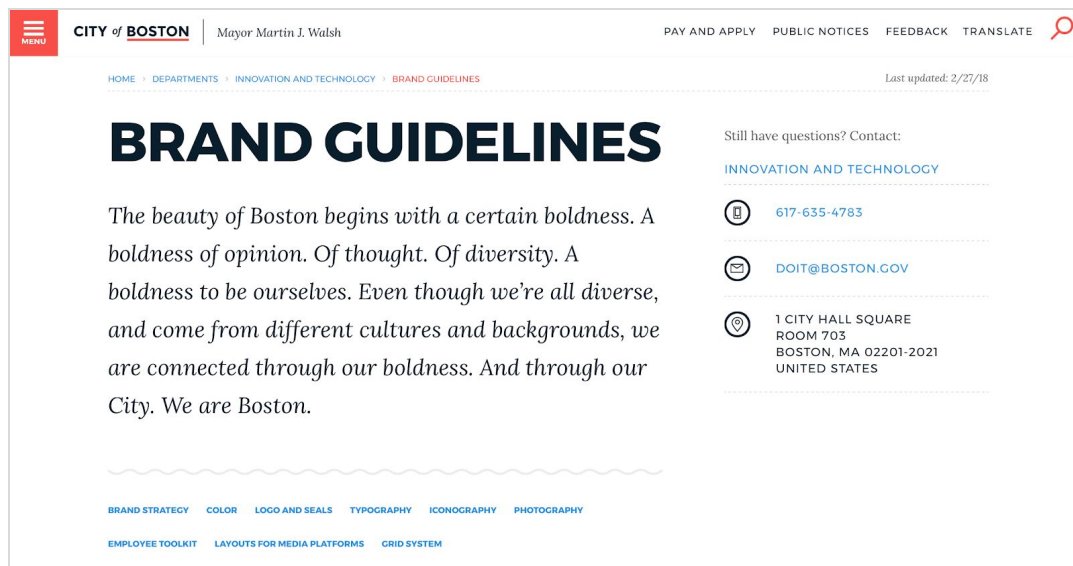 MENU
CITY of BOSTON
Mayor Martin J. Walsh
PAY AND APPLY PUBLIC NOTICES FEEDBACK TRANSLATE
HOME › DEPARTMENTS › INNOVATION AND TECHNOLOGY › BRAND GUIDELINES
Last updated: 2/27/18
BRAND GUIDELINES
The beauty of Boston begins with a certain boldness. A
boldness of opinion. Of thought. Of diversity. A
boldness to be ourselves. Even though we’re all diverse,
and come from different cultures and backgrounds, we
are connected through our boldness. And through our
City. We are Boston.
Still have questions? Contact:
INNOVATION AND TECHNOLOGY
617-635-4783
DOIT@BOSTON.GOV
1 CITY HALL SQUARE
ROOM 703
BOSTON, MA 02201-2021
UNITED STATES
BRAND STRATEGY COLOR LOGO AND SEALS TYPOGRAPHY ICONOGRAPHY PHOTOGRAPHY
EMPLOYEE TOOLKIT LAYOUTS FOR MEDIA PLATFORMS GRID SYSTEM